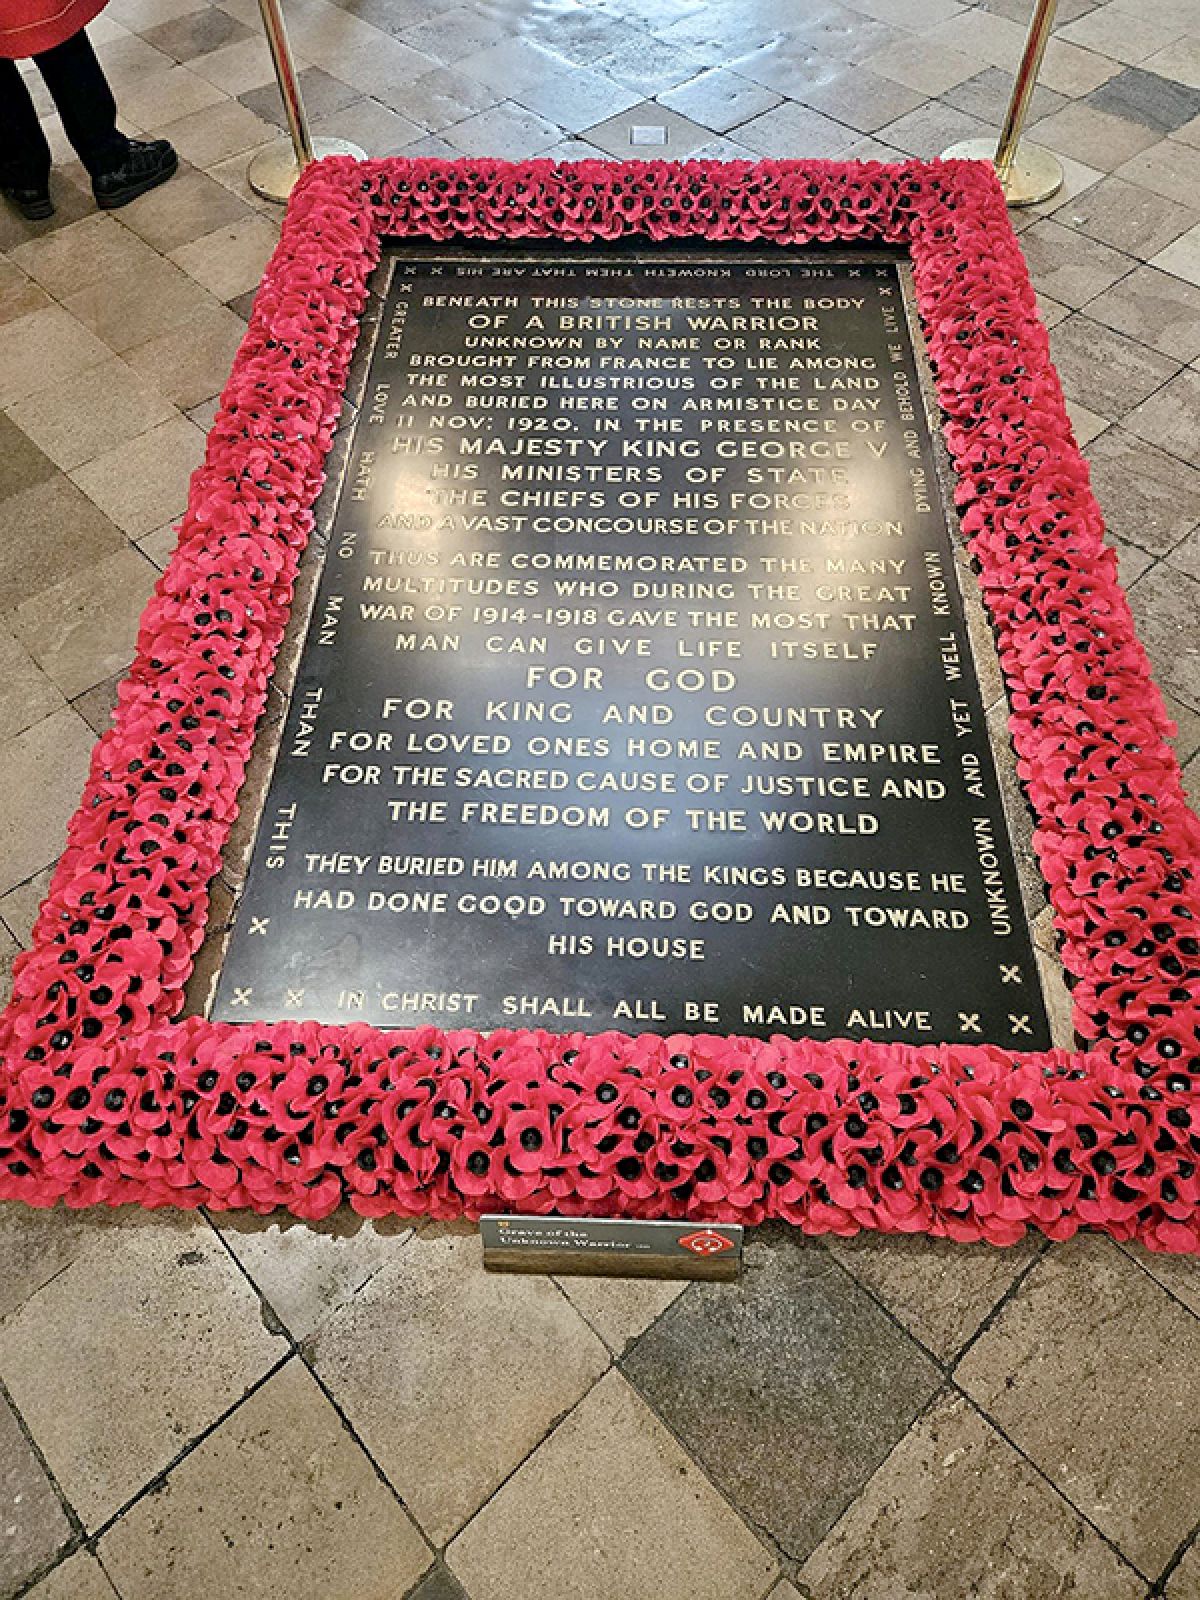 X X THE LORD KNOWETH THEM THAT ARE HIS X X
BENEATH THIS STONE RESTS THE BODY
OF A BRITISH WARRIOR
UNKNOWN BY NAME OR RANK
BROUGHT FROM FRANCE TO LIE AMONG
THE MOST ILLUSTRIOUS OF THE LAND
AND BURIED HERE ON ARMISTICE DAY
11 NOV: 1920. IN THE PRESENCE OF
HIS MAJESTY KING GEORGE V
HIS MINISTERS OF STATE
THE CHIEFS OF HIS FORCES
AND A VAST CONCOURSE OF THE NATION
THUS ARE COMMEMORATED THE MANY
MULTITUDES WHO DURING THE GREAT
WAR OF 1914-1918 GAVE THE MOST THAT
MAN CAN GIVE LIFE ITSELF
FOR GOD
FOR KING AND COUNTRY
FOR LOVED ONES HOME AND EMPIRE
FOR THE SACRED CAUSE OF JUSTICE AND
THE FREEDOM OF THE WORLD
THEY BURIED HIM AMONG THE KINGS BECAUSE HE
HAD DONE GOOD TOWARD GOD AND TOWARD
HIS HOUSE
X GREATER LOVE HATH NO MAN THAN THIS X
X UNKNOWN AND YET WELL KNOWN DYING AND BEHOLD WE LIVE X
X X IN CHRIST SHALL ALL BE MADE ALIVE X X
Grave of the
Unknown Warrior